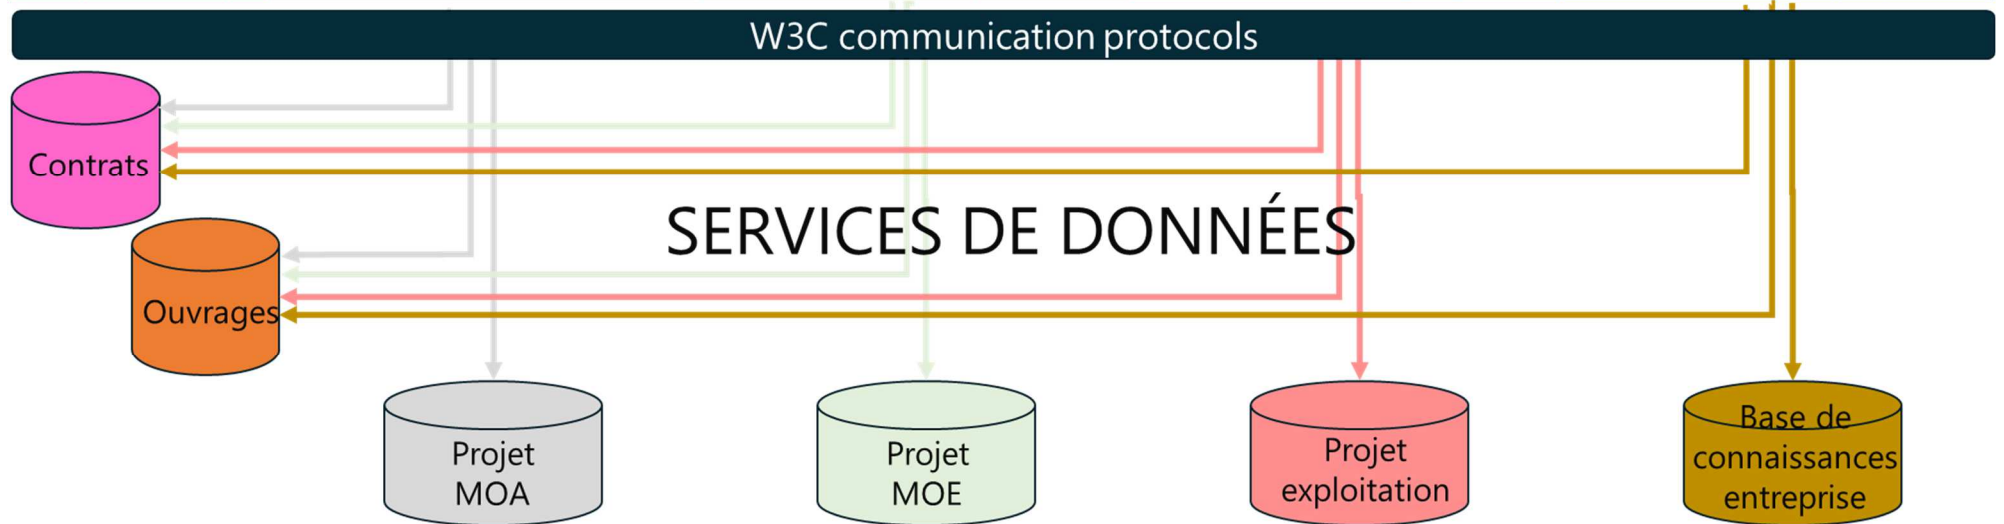 W3C communication protocols
Contrats
SERVICES DE DONNÉES
Ouvrages
Projet
MOA
Projet
MOE
Projet
exploitation
Base de
connaissances
entreprise